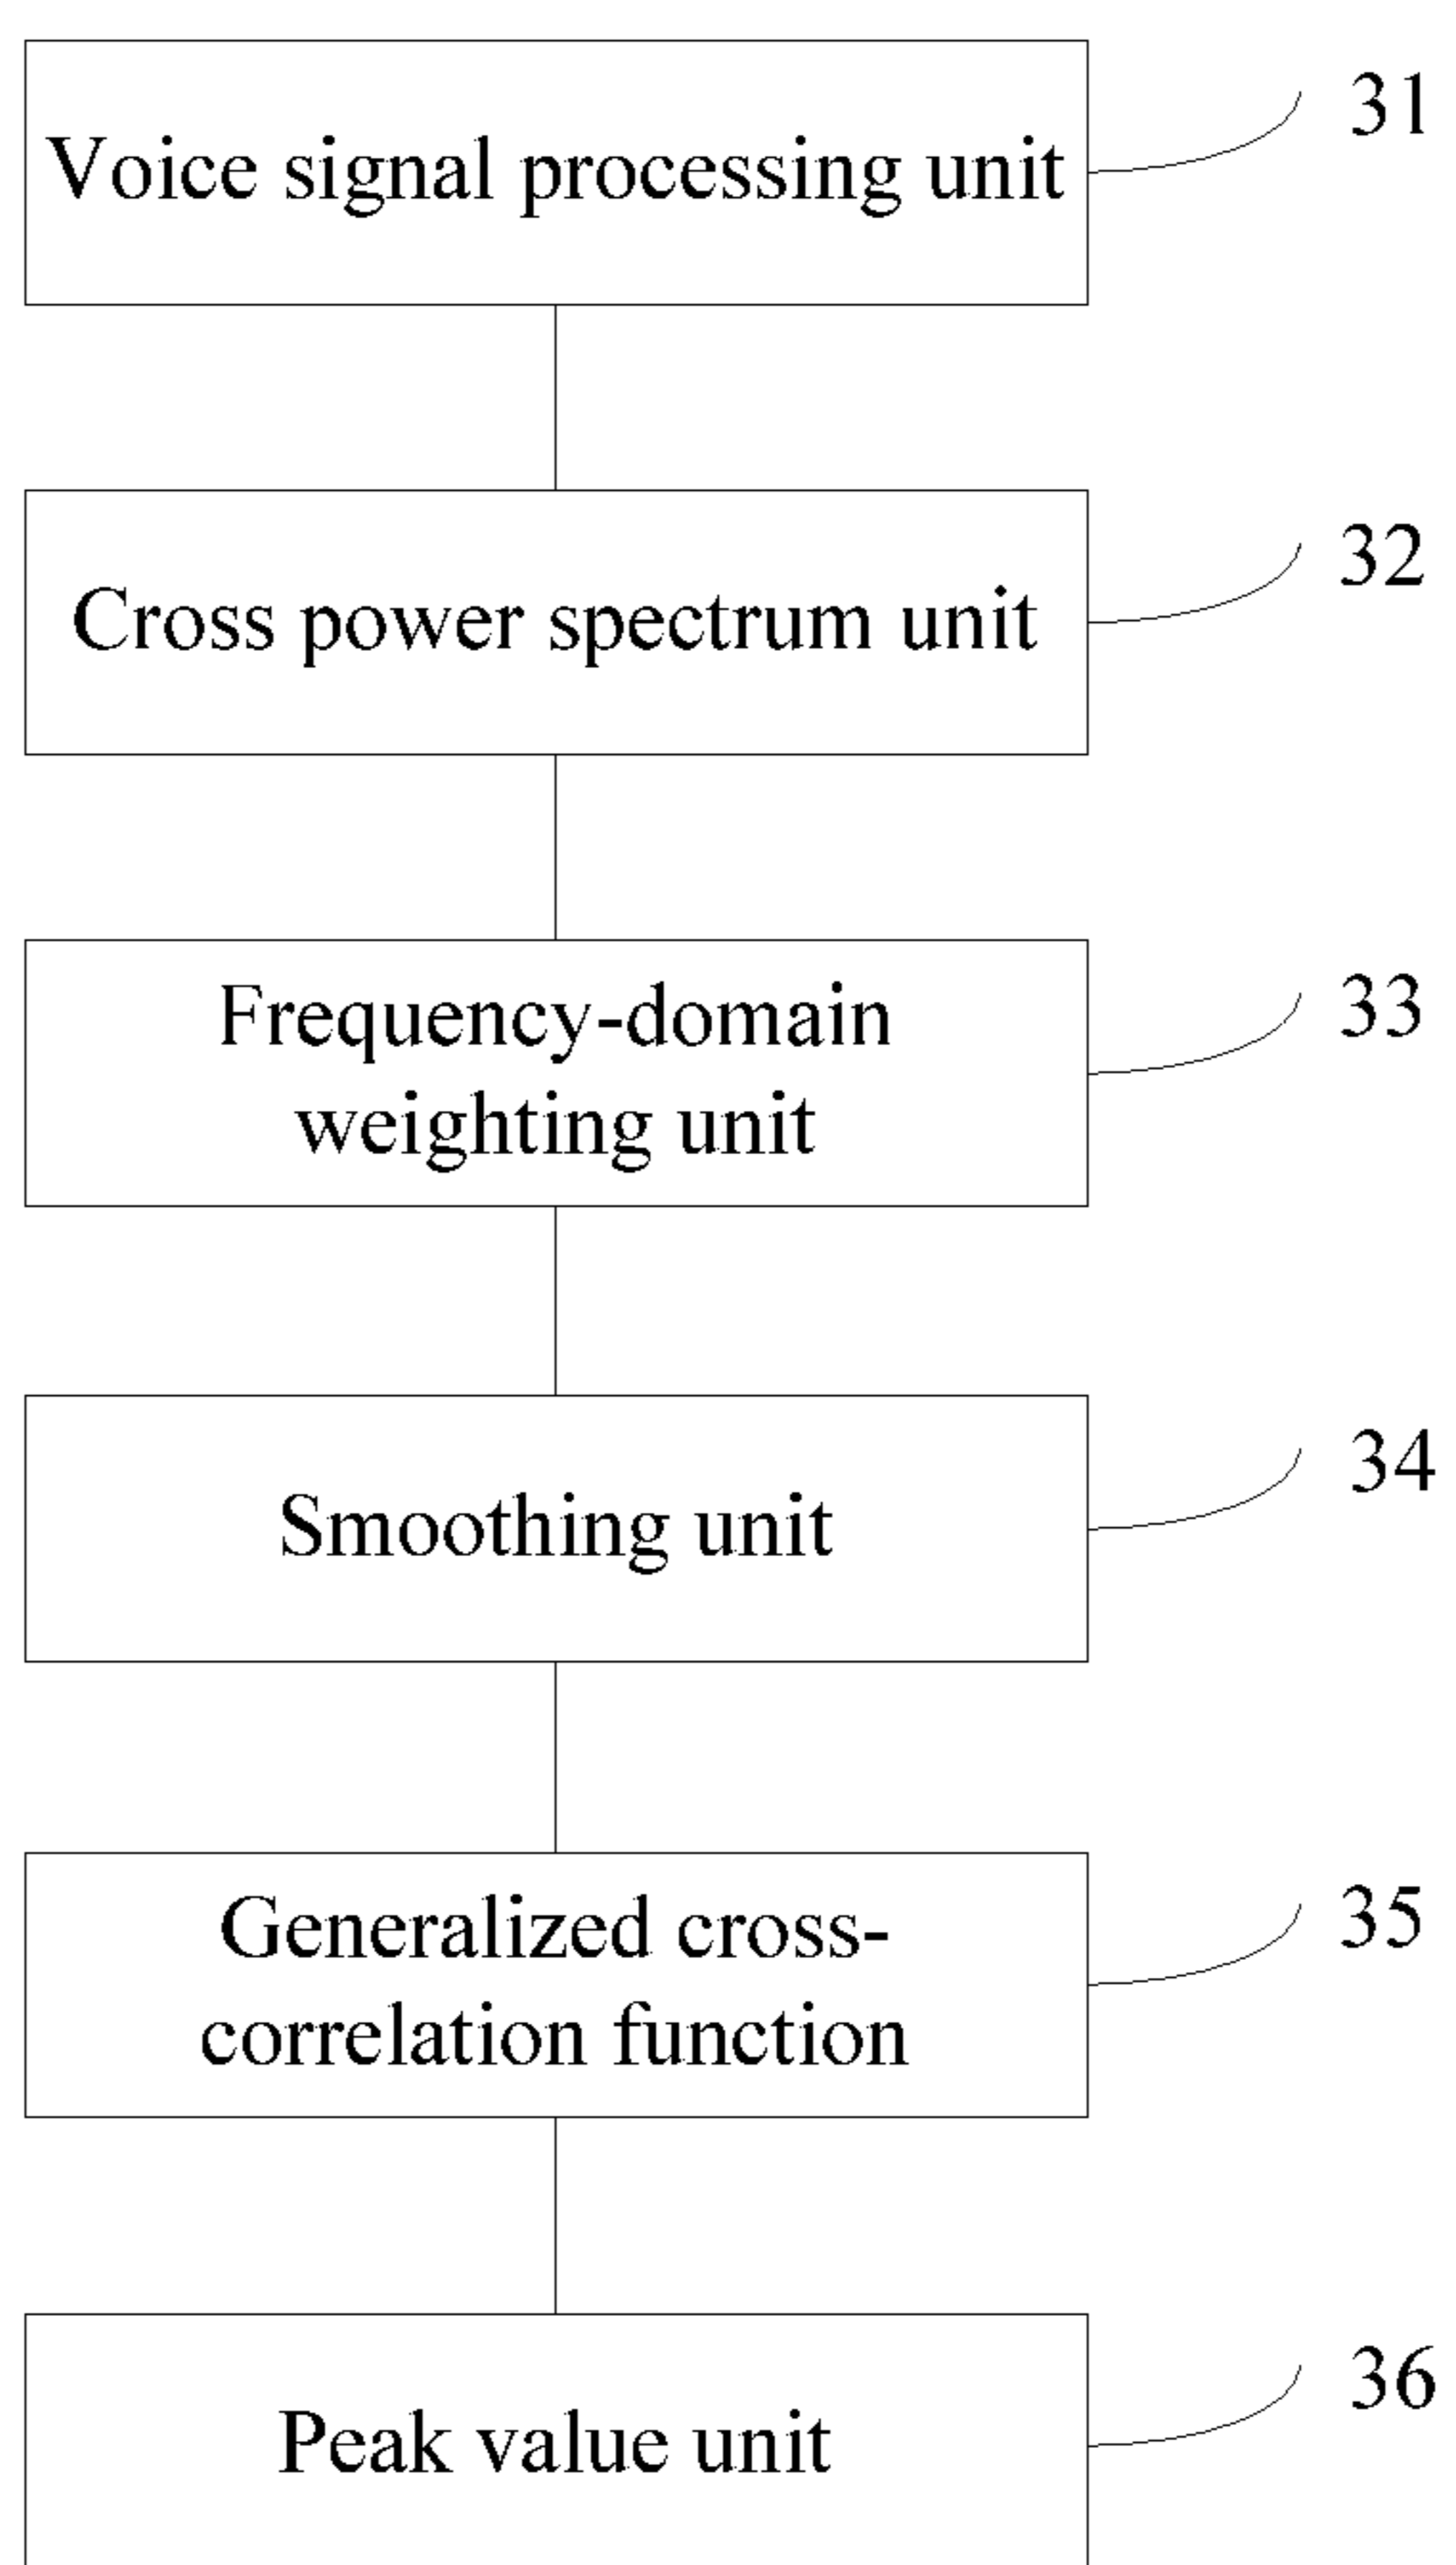 Voice signal processing unit
31
Cross power spectrum unit
32
Frequency-domain
weighting unit
33
Smoothing unit
34
Generalized cross-
correlation function
35
Peak value unit
36